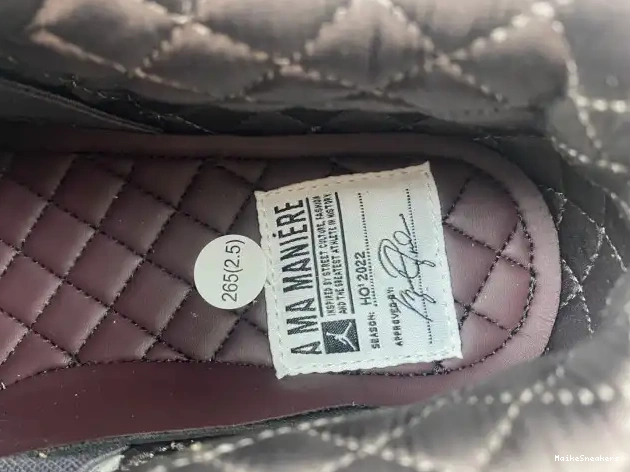 A MA MANIÉRE
INSPIRED BY STREET CULTURE, FASHION
AND THE GREATEST ATHLETE IN HISTORY
SEASON: HO' 2022
APPROVED BY:
265(2.5)